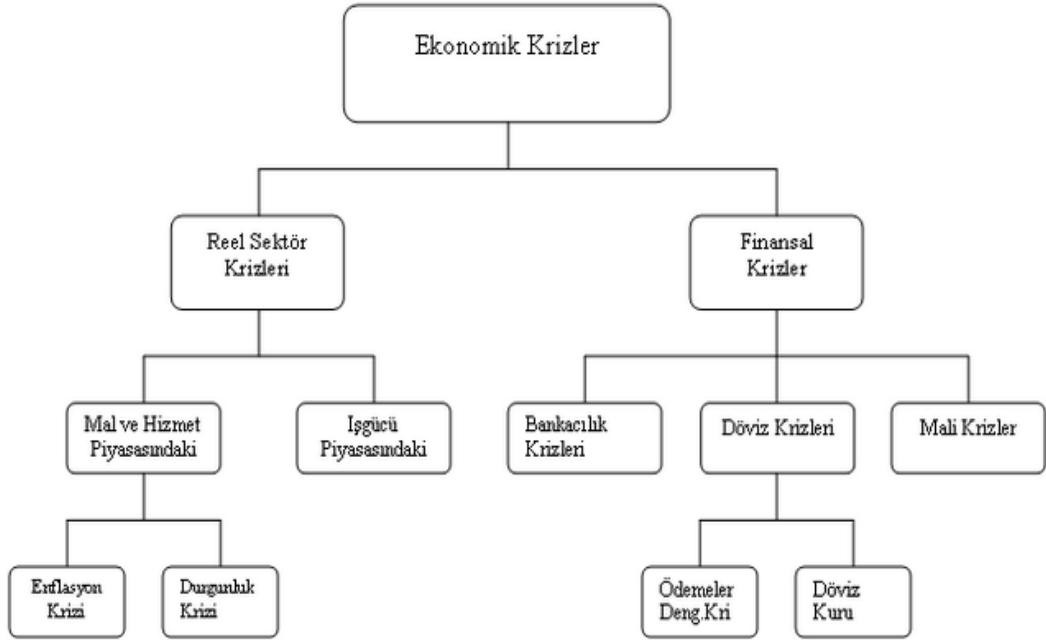 Ekonomik Krizler
Reel Sektör
Krizleri
Finansal
Krizler
Mal ve Hizmet
Piyasasındaki
İşgücü
Piyasasındaki
Bankacılık
Krizleri
Döviz Krizleri
Mali Krizler
Enflasyon
Krizi
Durgunluk
Krizi
Ödemeler
Deng.Kri
Döviz
Kuru